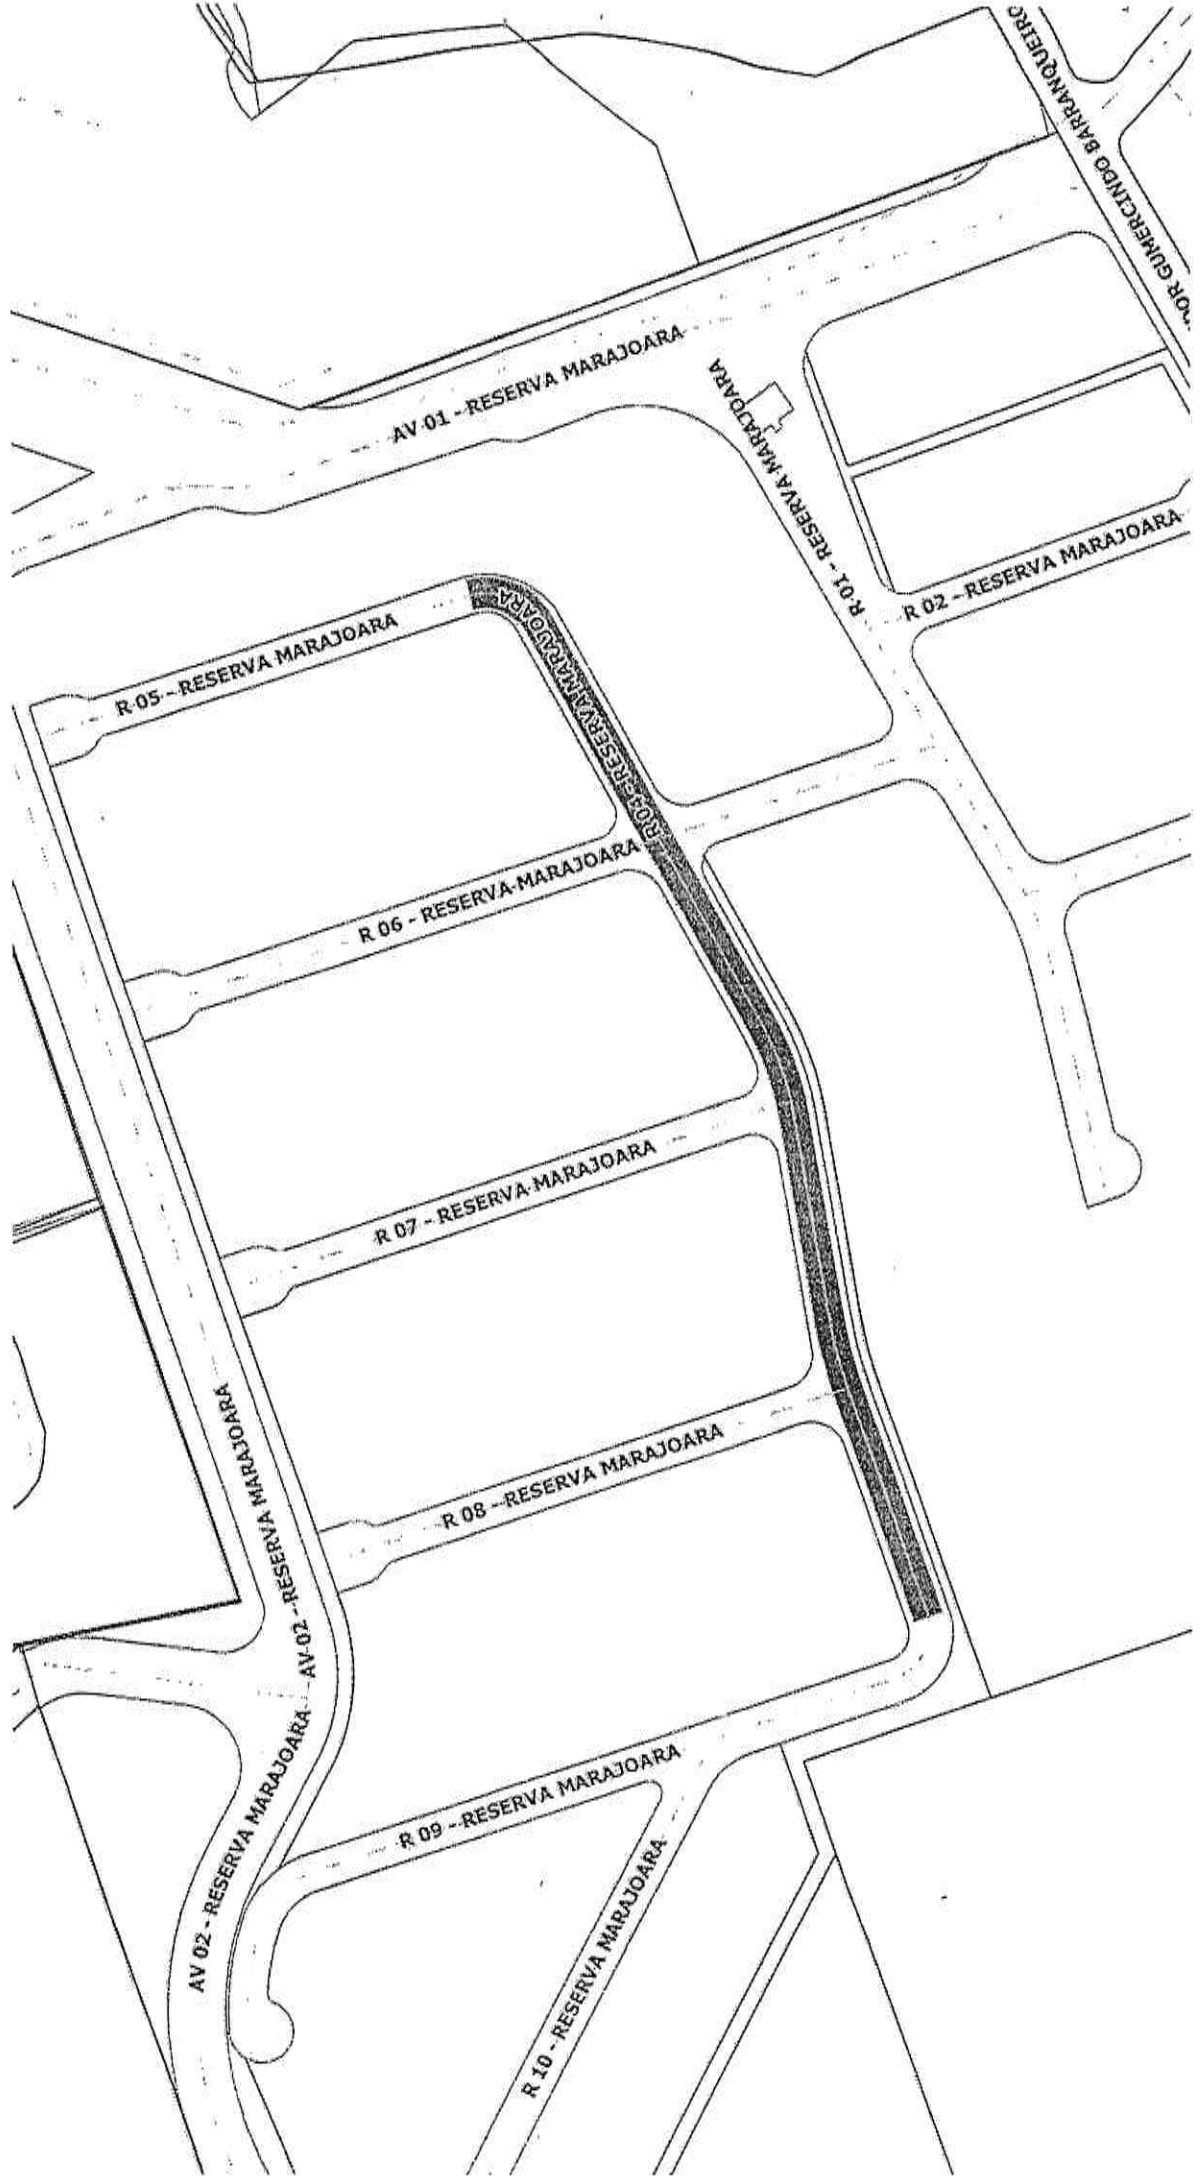 DOR GUMERCINDO BARRANQUEIRO
AV 01 - RESERVA MARAJOARA
R 01 - RESERVA MARAJOARA
R 02 - RESERVA MARAJOARA
R 05 - RESERVA MARAJOARA
R 04 - RESERVA MARAJOARA
R 06 - RESERVA MARAJOARA
R 07 - RESERVA MARAJOARA
AV 02 - RESERVA MARAJOARA
R 08 - RESERVA MARAJOARA
AV 02 - RESERVA MARAJOARA
R 09 - RESERVA MARAJOARA
R 10 - RESERVA MARAJOARA